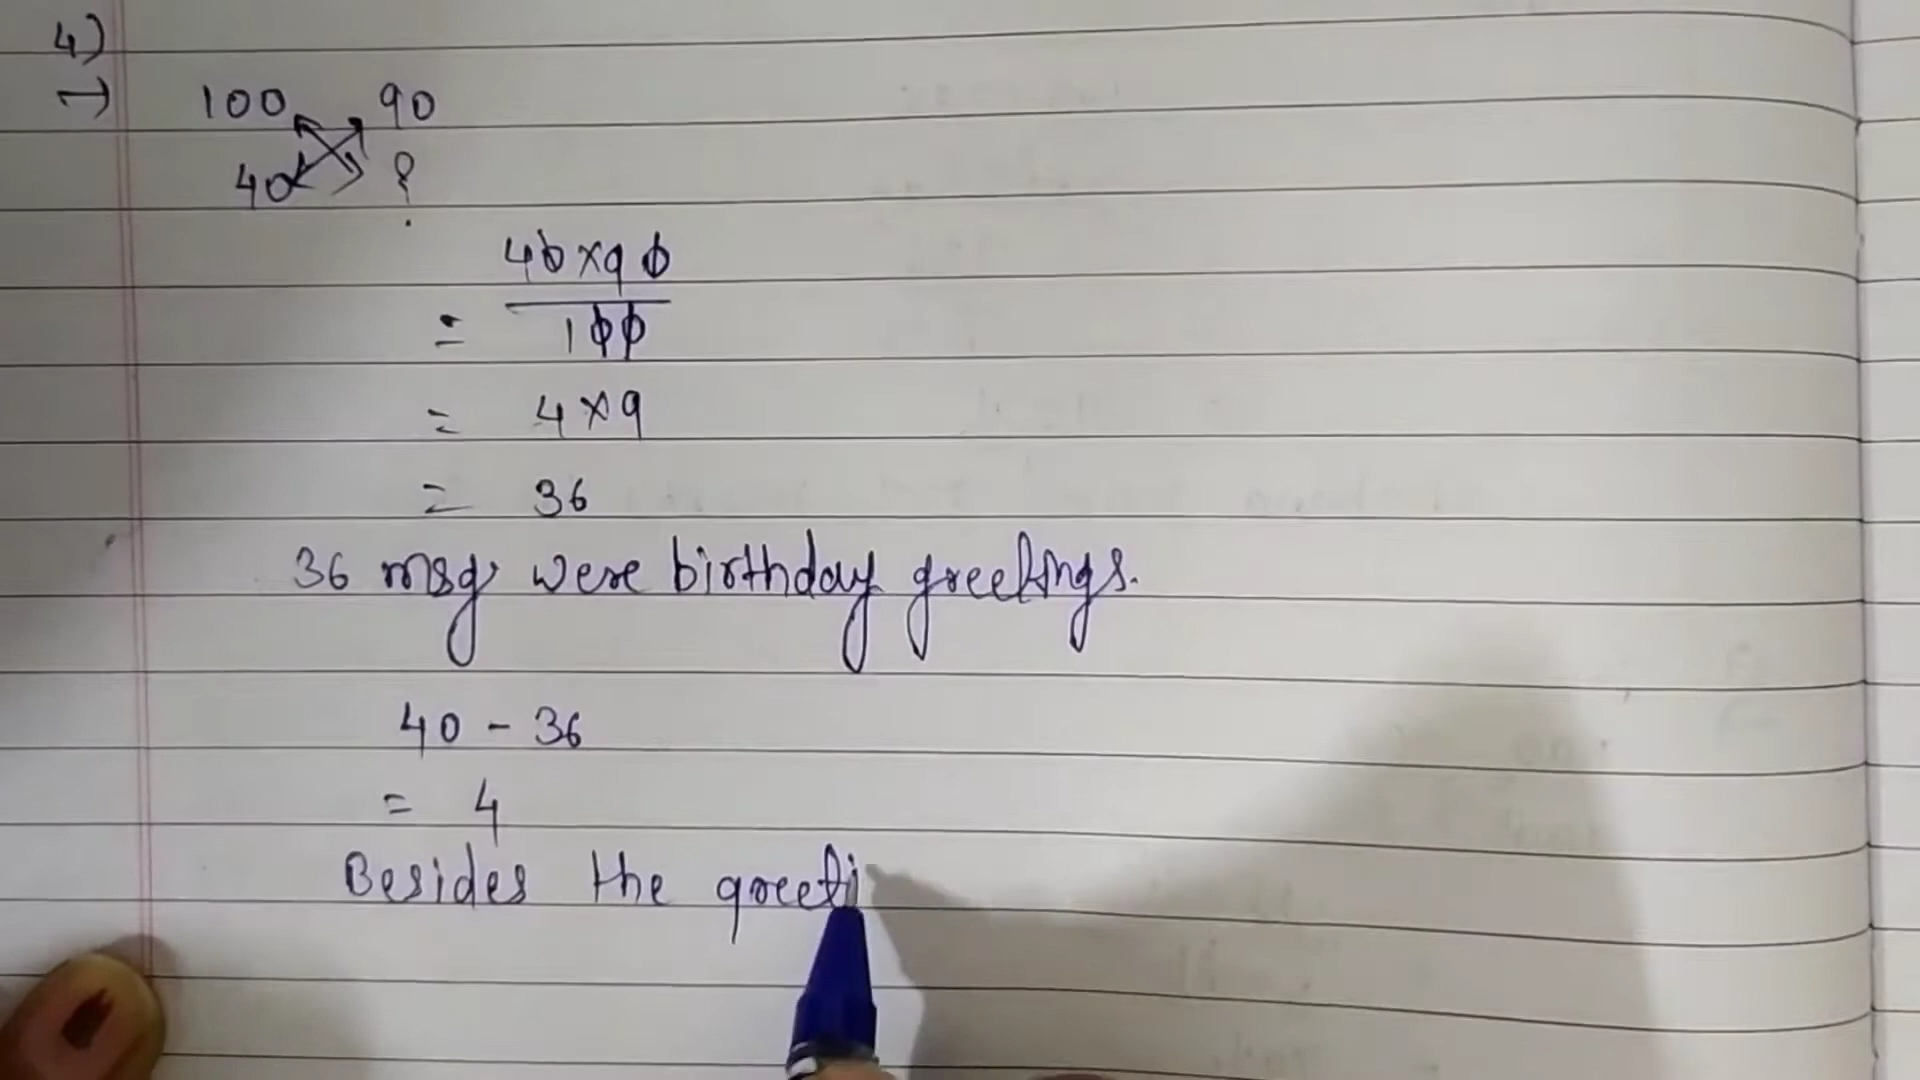 4)
→ 100 90
40 ?
40 x 90
= 100
= 4 x 9
= 36
36 msg were birthday greetings.
40 - 36
= 4
Besides the greeti